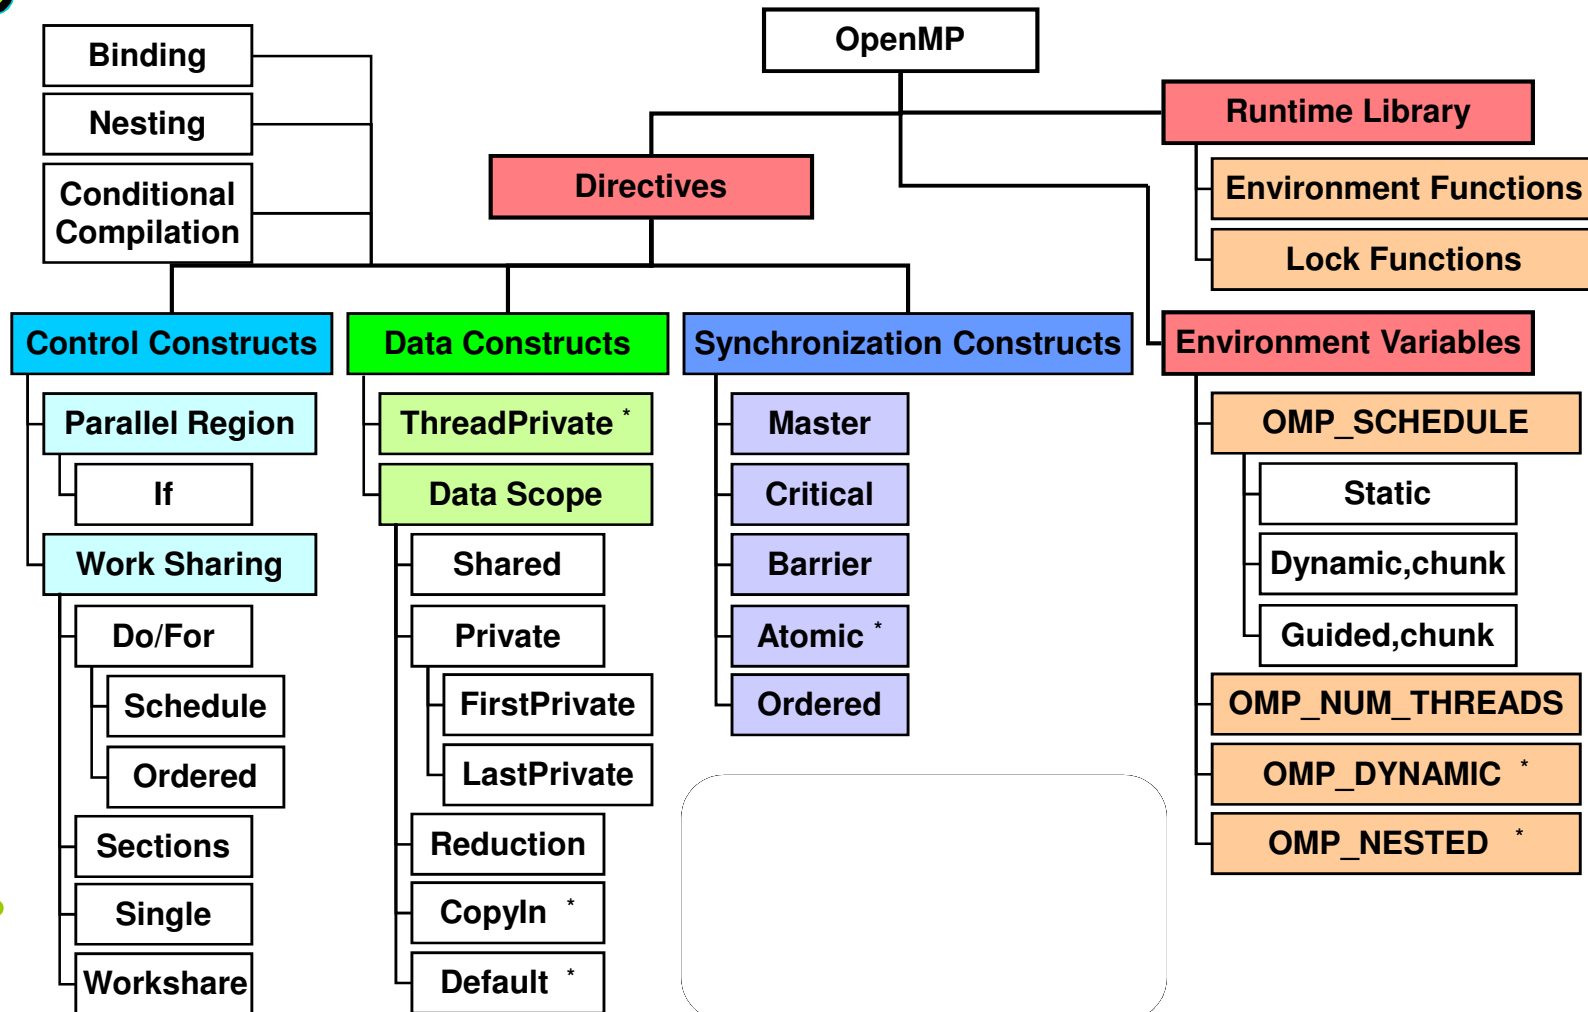 OpenMP
Binding
Nesting
Conditional
Compilation
Directives
Runtime Library
Environment Functions
Lock Functions
Control Constructs
Parallel Region
If
Work Sharing
Do/For
Schedule
Ordered
Sections
Single
Workshare
Data Constructs
ThreadPrivate *
Data Scope
Shared
Private
FirstPrivate
LastPrivate
Reduction
CopyIn *
Default *
Synchronization Constructs
Master
Critical
Barrier
Atomic *
Ordered
Environment Variables
OMP_SCHEDULE
Static
Dynamic,chunk
Guided,chunk
OMP_NUM_THREADS
OMP_DYNAMIC *
OMP_NESTED *